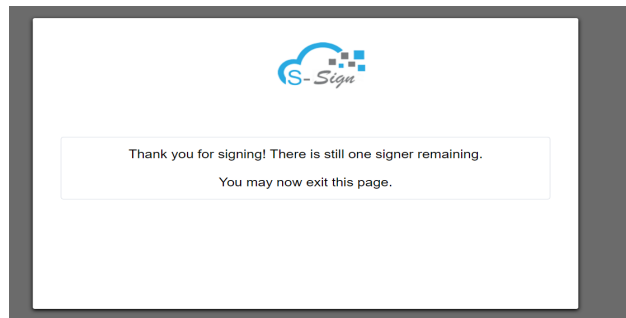 S-Sign
Thank you for signing! There is still one signer remaining.
You may now exit this page.